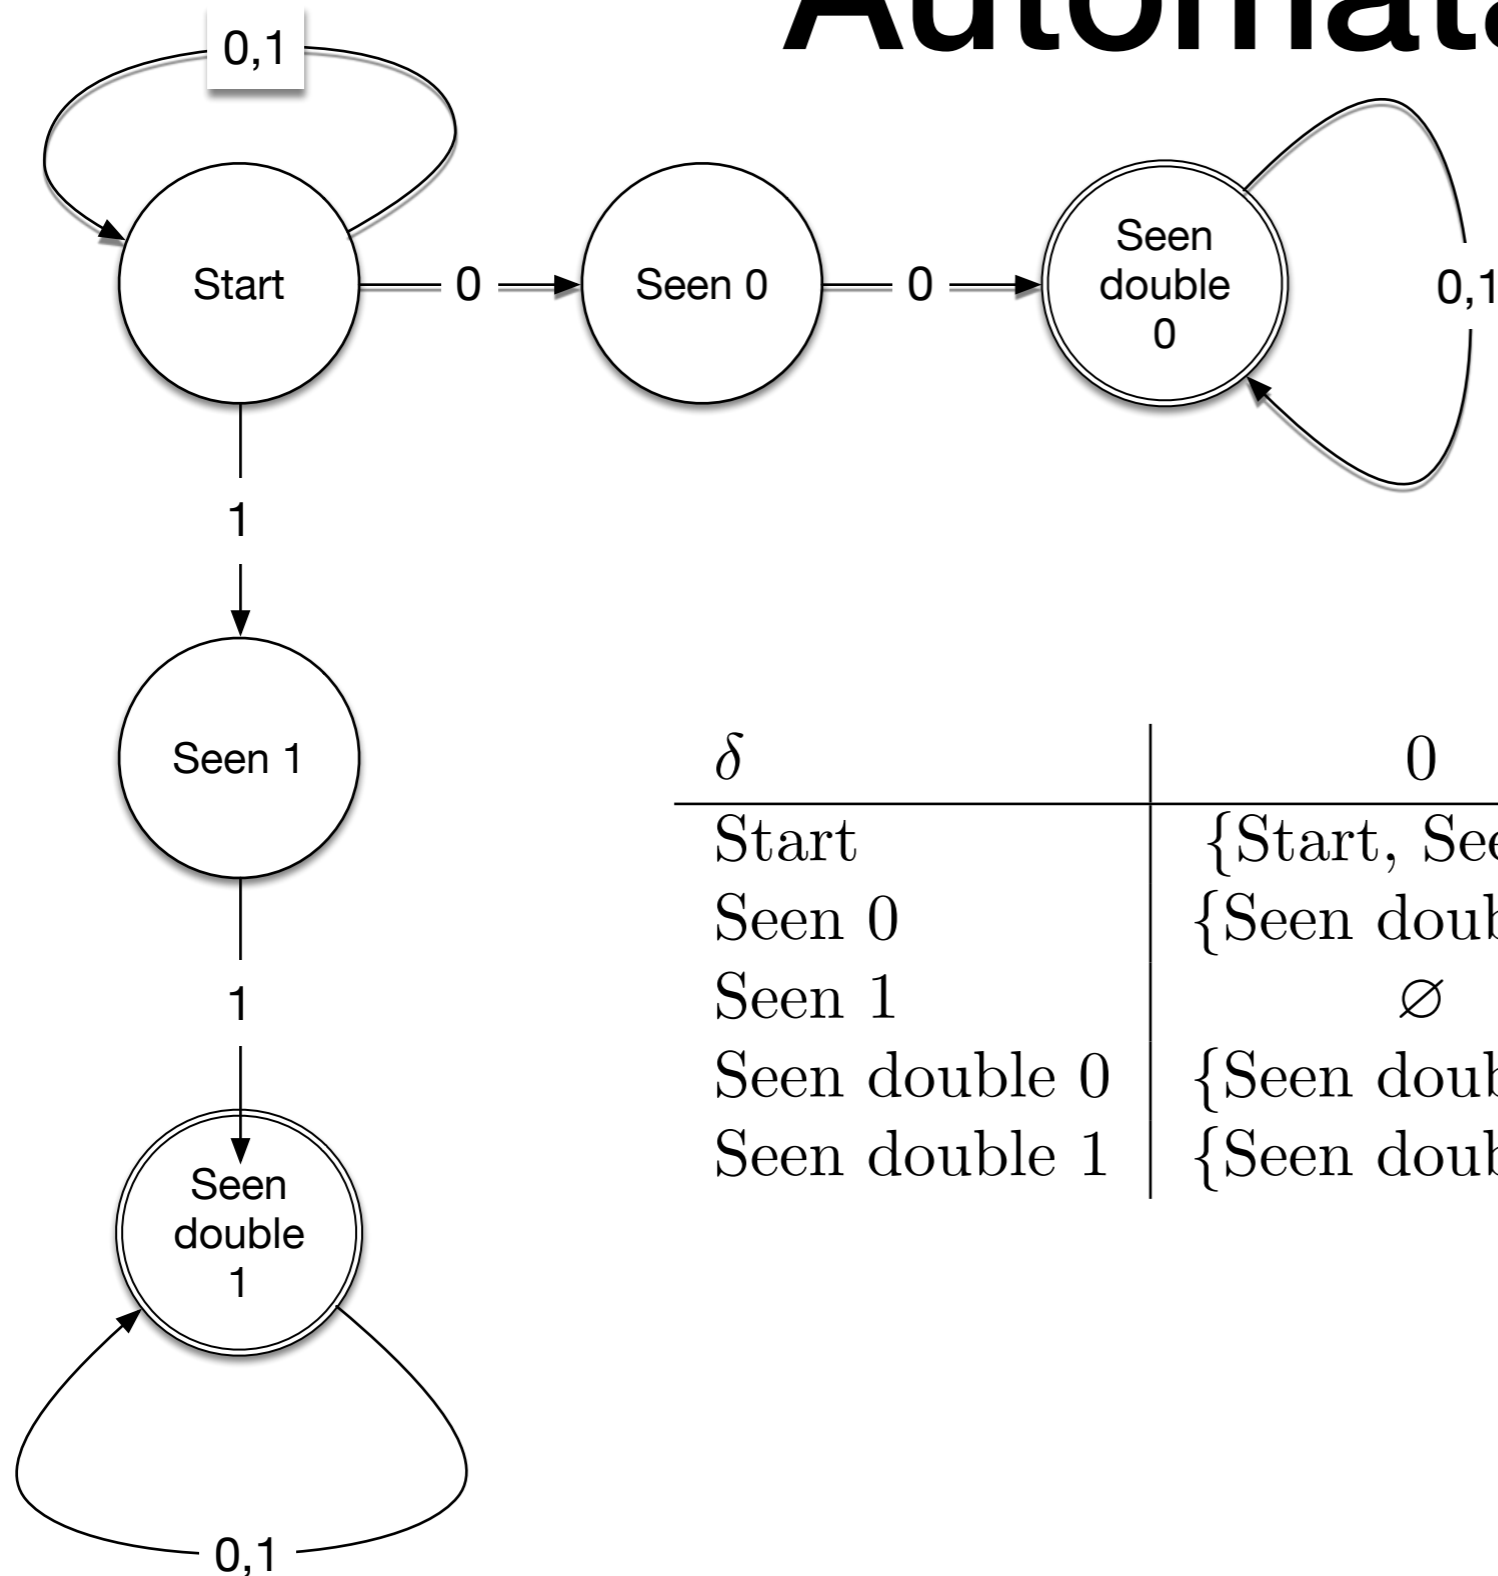 Automata
0,1
Start
0
Seen 0
0
Seen
double
0
0,1
1
Seen 1
1
Seen
double
1
0,1
δ 0
Start {Start, See
Seen 0 {Seen doub
Seen 1 ∅
Seen double 0 {Seen doub
Seen double 1 {Seen doub